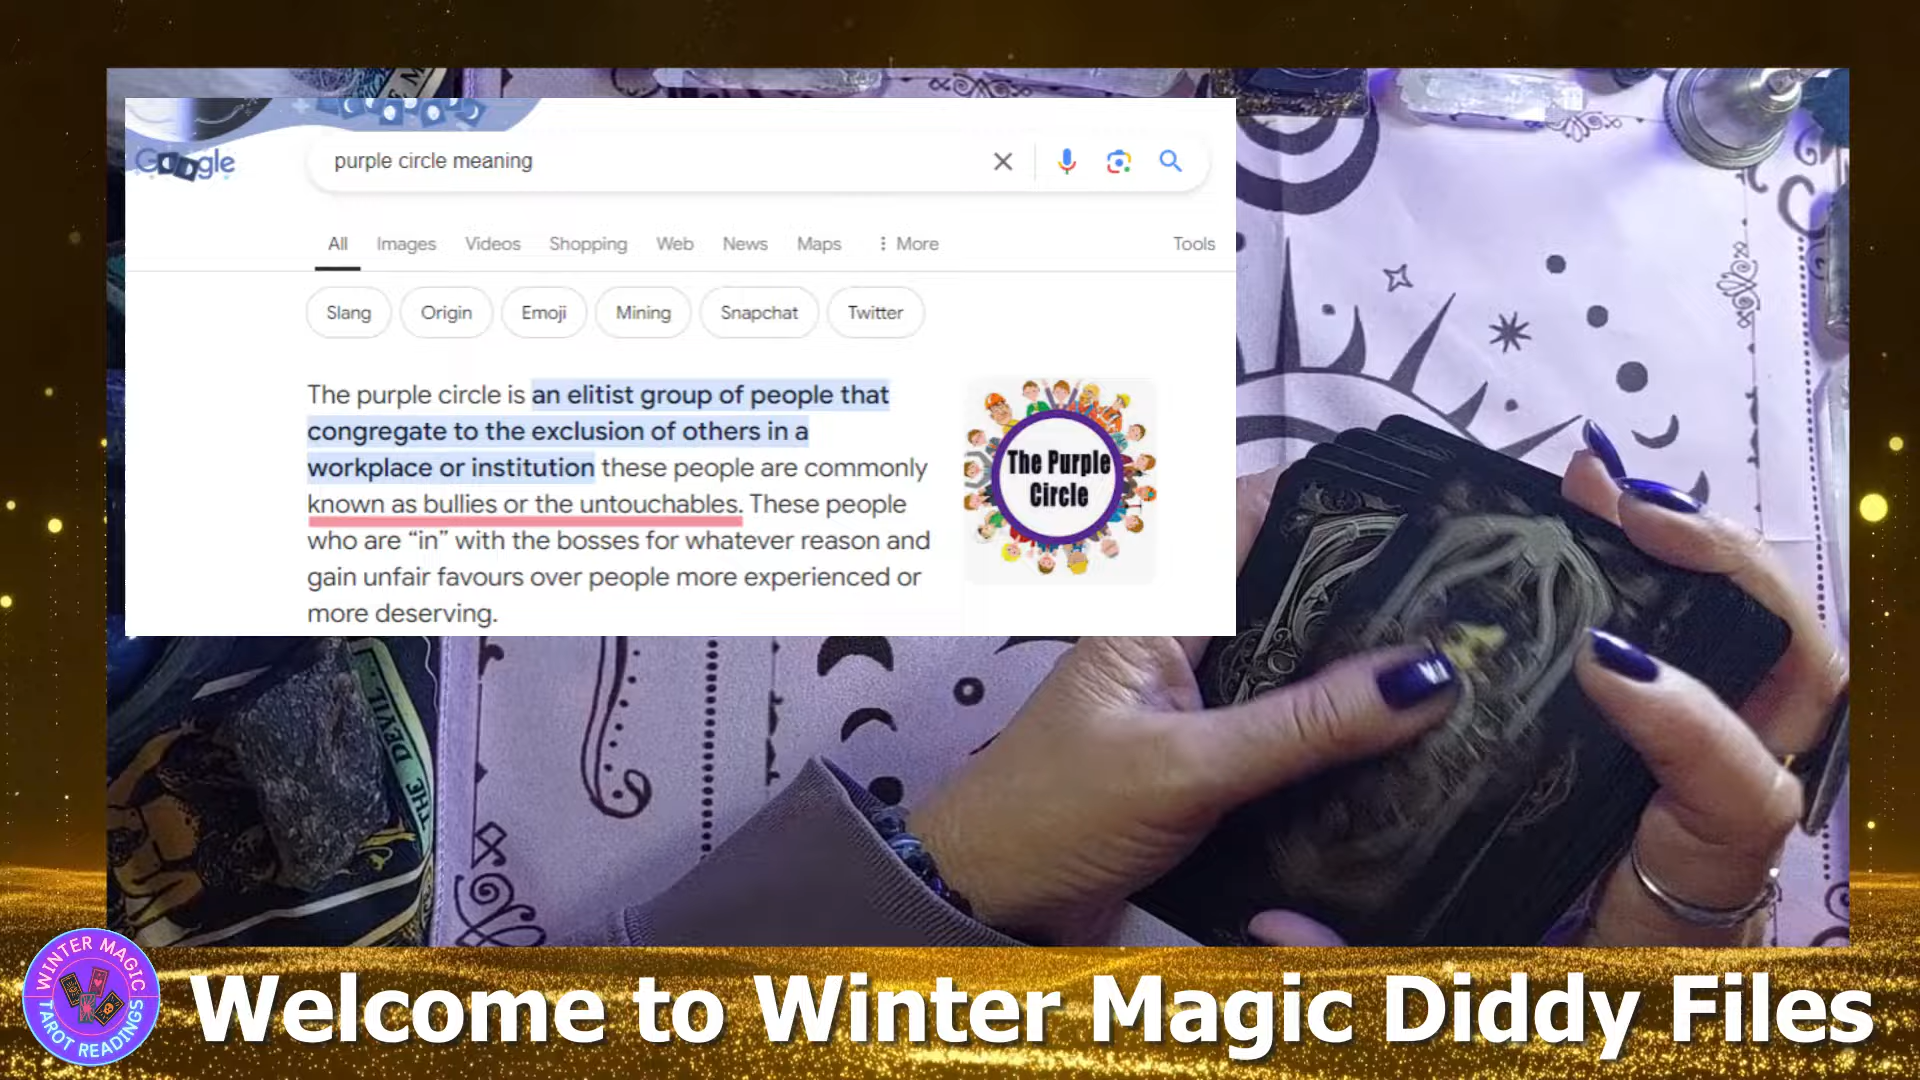 Google
purple circle meaning
All Images Videos Shopping Web News Maps More Tools
Slang Origin Emoji Mining Snapchat Twitter
The purple circle is an elitist group of people that
congregate to the exclusion of others in a
workplace or institution these people are commonly
known as bullies or the untouchables. These people
who are “in” with the bosses for whatever reason and
gain unfair favours over people more experienced or
more deserving.
The Purple
Circle
THE DEVIL
WINTER MAGIC
TAROT READINGS
Welcome to Winter Magic Diddy Files